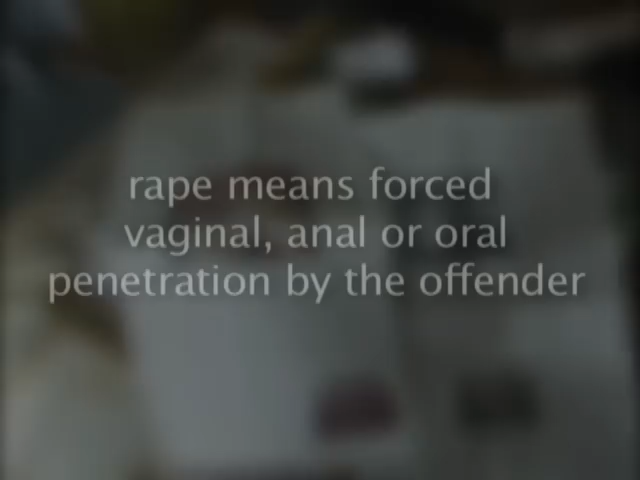 rape means forced
vaginal, anal or oral
penetration by the offender